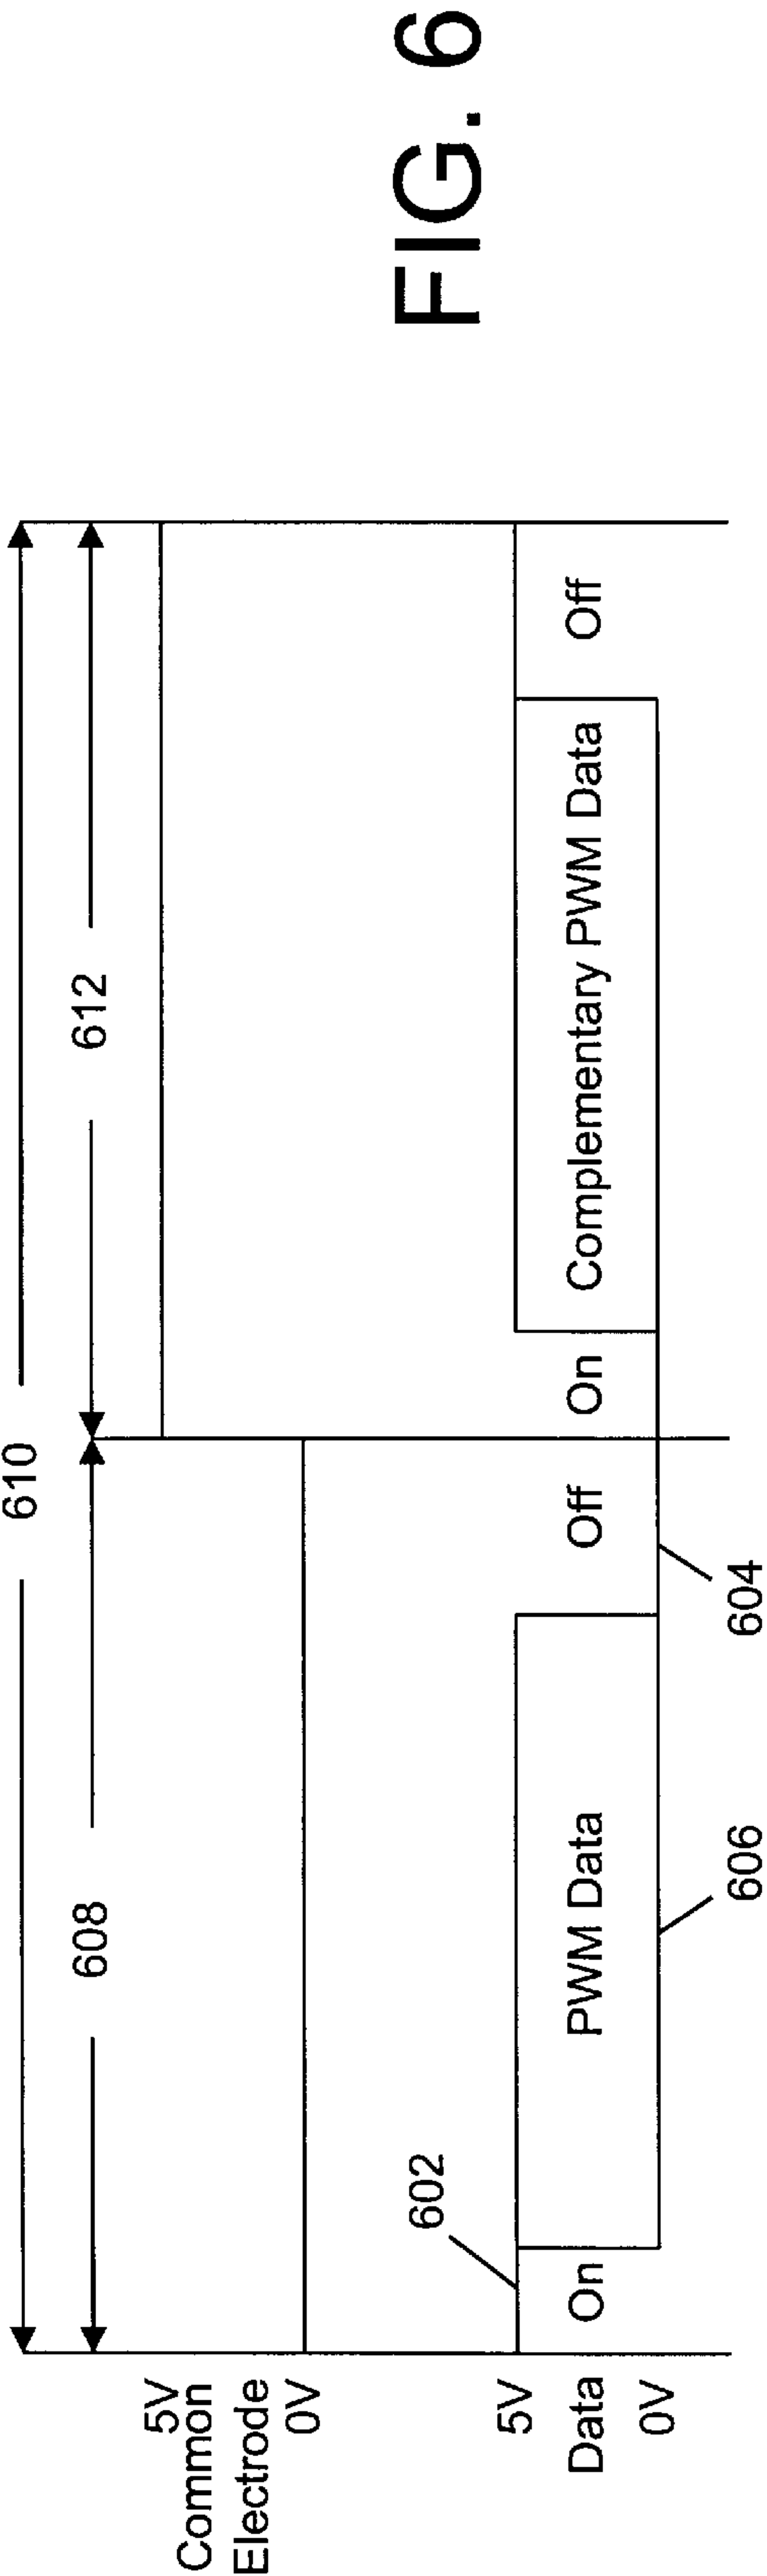 610
608
612
5V
Common
Electrode
0V
602
5V
Data
0V
On
PWM Data
Off
On
Complementary PWM Data
Off
606
604
FIG. 6